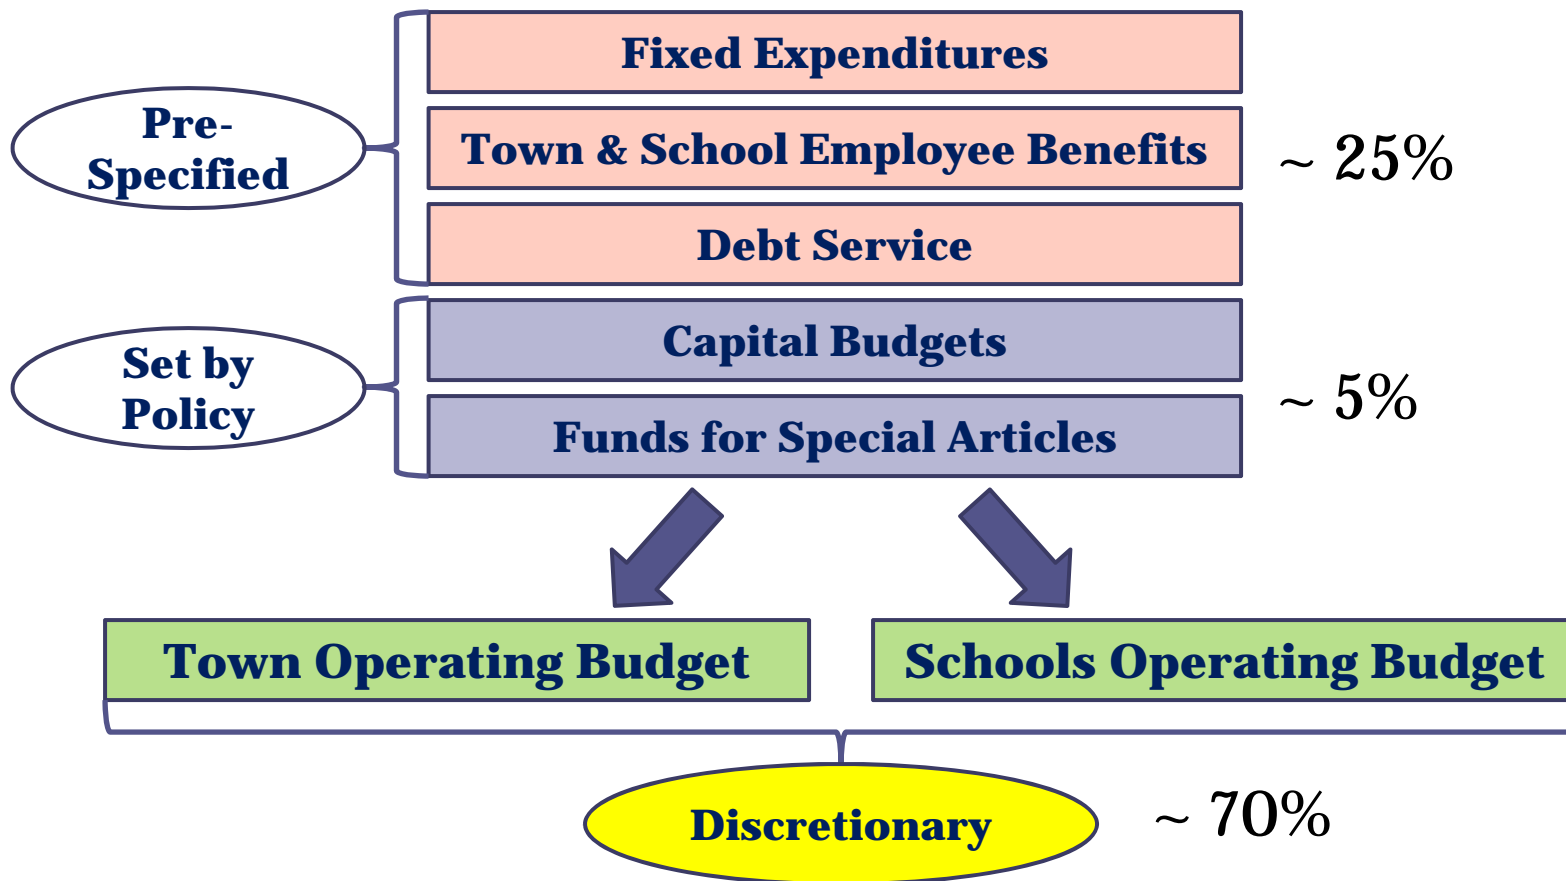 Fixed Expenditures
Pre-
Specified
Town & School Employee Benefits
~ 25%
Debt Service
Capital Budgets
Set by
Policy
~ 5%
Funds for Special Articles
Town Operating Budget
Schools Operating Budget
Discretionary
~ 70%